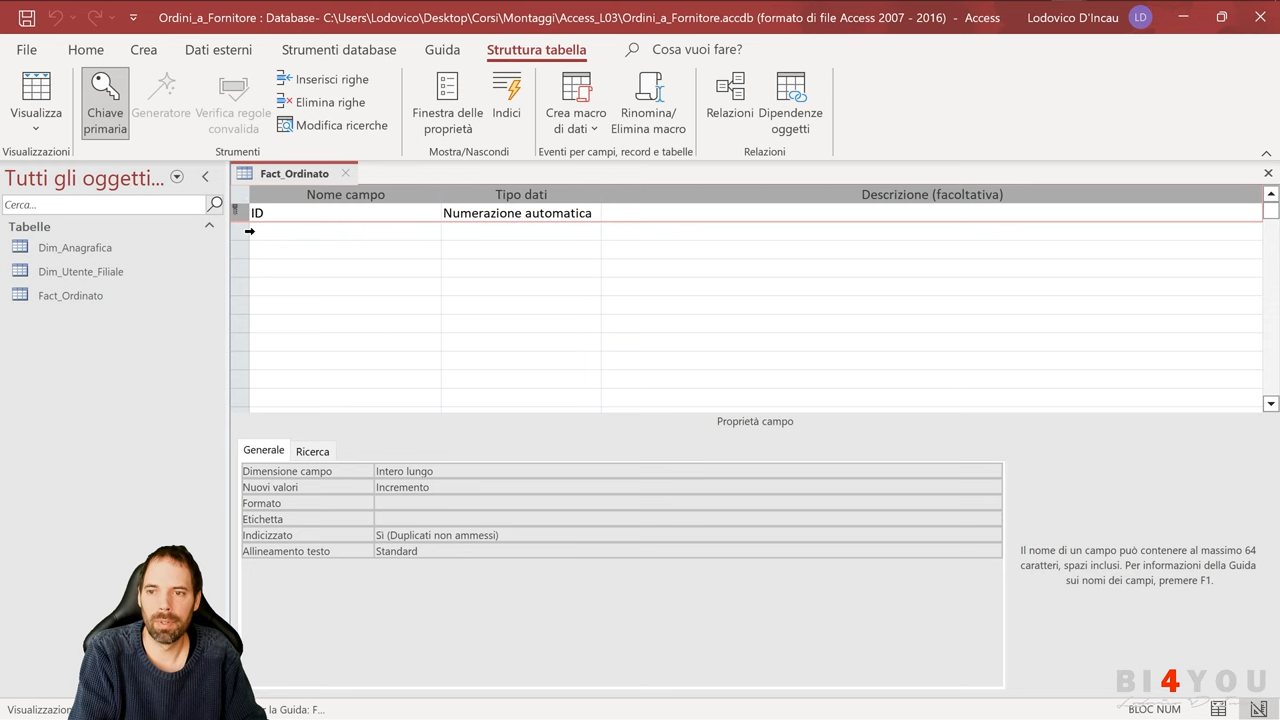 Ordini_a_Fornitore : Database- C:\Users\Lodovico\Desktop\Corsi\Montaggi\Access_L03\Ordini_a_Fornitore.accdb (formato di file Access 2007 - 2016) - Access
Lodovico D'Incau
LD
File Home Crea Dati esterni Strumenti database Guida Struttura tabella Cosa vuoi fare?
Visualizza
Chiave primaria
Generatore
Verifica regole convalida
Inserisci righe
Elimina righe
Modifica ricerche
Finestra delle proprietà
Indici
Crea macro di dati
Rinomina/ Elimina macro
Relazioni
Dipendenze oggetti
Visualizzazioni Strumenti Mostra/Nascondi Eventi per campi, record e tabelle Relazioni
Tutti gli oggetti...
Cerca...
Tabelle
Dim_Anagrafica
Dim_Utente_Filiale
Fact_Ordinato
Fact_Ordinato
Nome campo Tipo dati Descrizione (facoltativa)
ID Numerazione automatica
Proprietà campo
Generale Ricerca
Dimensione campo Intero lungo
Nuovi valori Incremento
Formato
Etichetta
Indicizzato Sì (Duplicati non ammessi)
Allineamento testo Standard
Il nome di un campo può contenere al massimo 64
caratteri, spazi inclusi. Per informazioni della Guida
sui nomi dei campi, premere F1.
BI4YOU
Visualizzazion
la Guida: F...
BLOC NUM